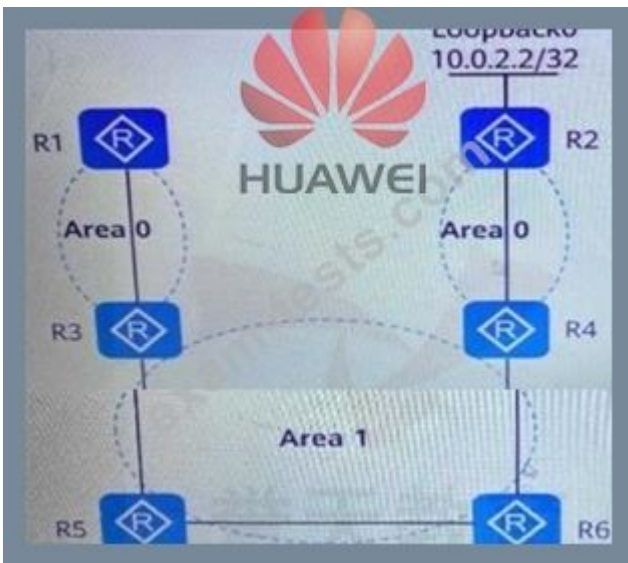 Loopback0
10.0.2.2/32
R1
R2
HUAWEI
Area 0
Area 0
R3
R4
Area 1
R5
R6